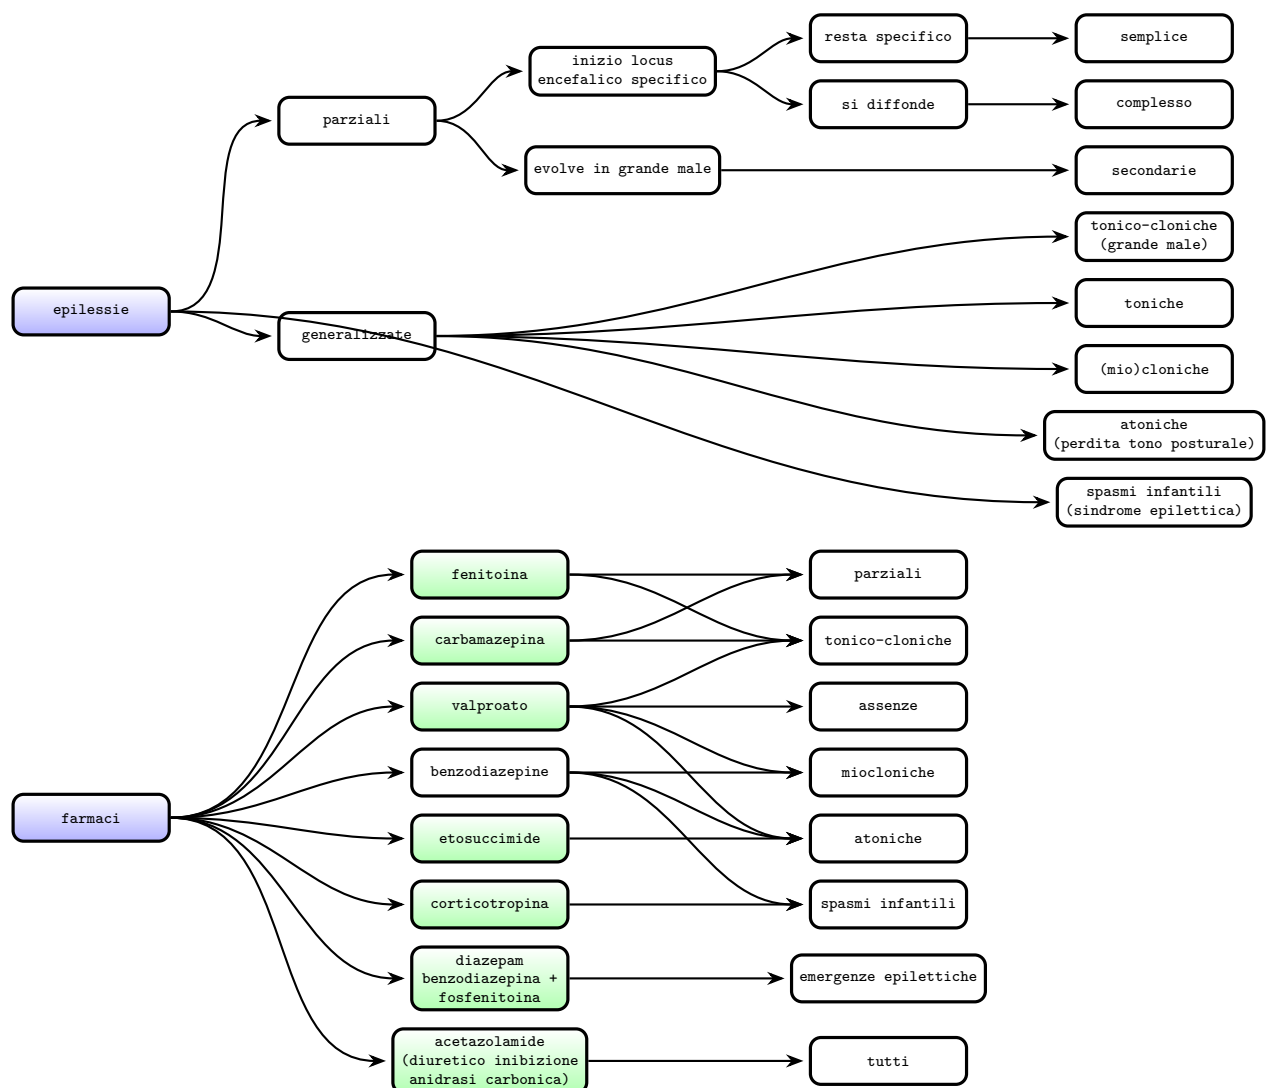 resta specifico
semplice
inizio locus
encefalico specifico
si diffonde
complesso
parziali
evolve in grande male
secondarie
tonico-cloniche
(grande male)
epilessie
toniche
generalizzate
(mio)cloniche
atoniche
(perdita tono posturale)
spasmi infantili
(sindrome epilettica)
fenitoina
parziali
carbamazepina
tonico-cloniche
valproato
assenze
benzodiazepine
miocloniche
farmaci
etosuccimide
atoniche
corticotropina
spasmi infantili
diazepam
benzodiazepina +
fosfenitoina
emergenze epilettiche
acetazolamide
(diuretico inibizione
anidrasi carbonica)
tutti